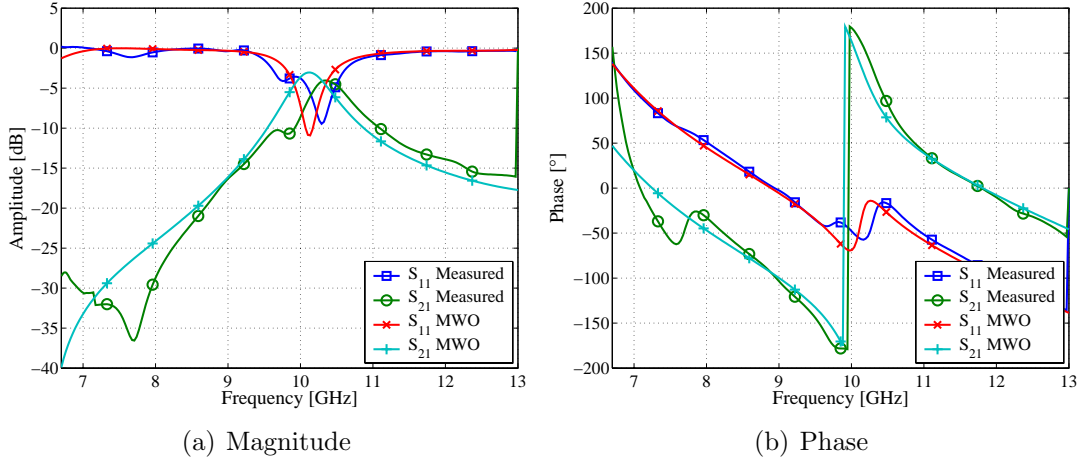 5
0
−5
−10
−15
−20
−25
−30
−35
−40
Amplitude [dB]
7 8 9 10 11 12 13
Frequency [GHz]
S11 Measured
S21 Measured
S11 MWO
S21 MWO
(a) Magnitude
200
150
100
50
0
−50
−100
−150
−200
Phase [°]
7 8 9 10 11 12 13
Frequency [GHz]
S11 Measured
S21 Measured
S11 MWO
S21 MWO
(b) Phase